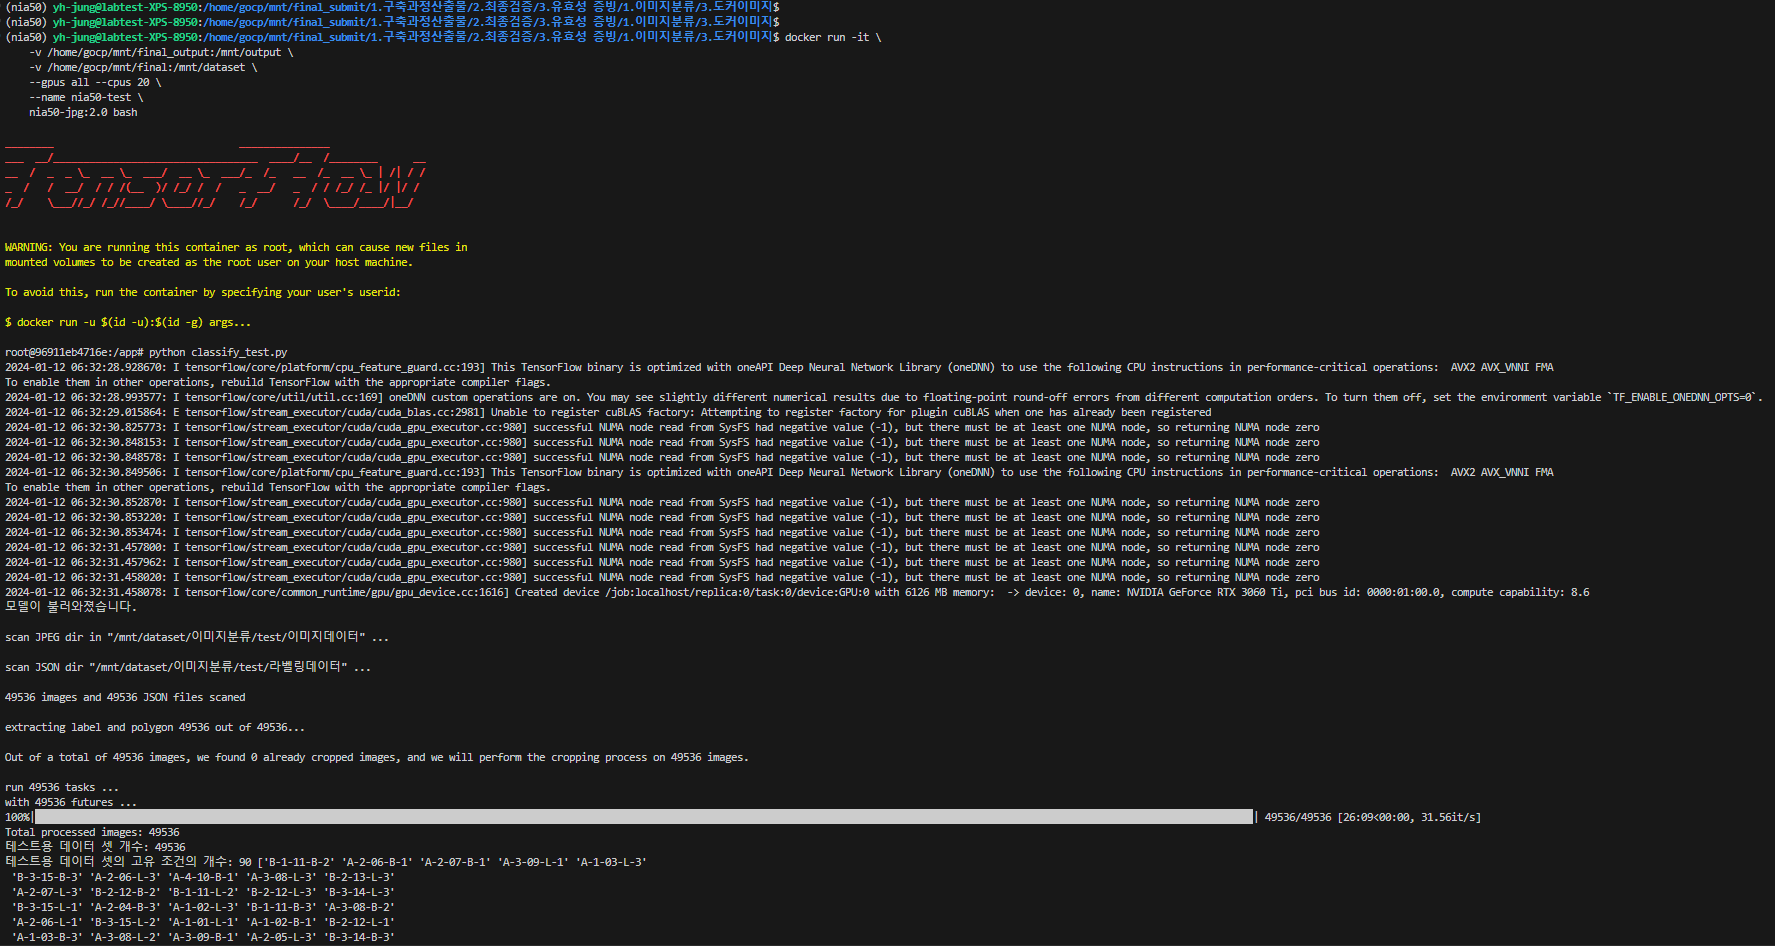 (nia50) yh-jung@labtest-XPS-8950:/home/gocp/mnt/final_submit/1.구축과정산출물/2.최종검증/3.유효성 증빙/1.이미지분류/3.도커이미지$
(nia50) yh-jung@labtest-XPS-8950:/home/gocp/mnt/final_submit/1.구축과정산출물/2.최종검증/3.유효성 증빙/1.이미지분류/3.도커이미지$
(nia50) yh-jung@labtest-XPS-8950:/home/gocp/mnt/final_submit/1.구축과정산출물/2.최종검증/3.유효성 증빙/1.이미지분류/3.도커이미지$ docker run -it \
-v /home/gocp/mnt/final_output:/mnt/output \
-v /home/gocp/mnt/final:/mnt/dataset \
--gpus all --cpus 20 \
--name nia50-test \
nia50-jpg:2.0 bash
TensorFlow
WARNING: You are running this container as root, which can cause new files in
mounted volumes to be created as the root user on your host machine.
To avoid this, run the container by specifying your user's userid:
$ docker run -u $(id -u):$(id -g) args...
root@96911eb4716e:/app# python classify_test.py
2024-01-12 06:32:28.928670: I tensorflow/core/platform/cpu_feature_guard.cc:193] This TensorFlow binary is optimized with oneAPI Deep Neural Network Library (oneDNN) to use the following CPU instructions in performance-critical operations:  AVX2 AVX_VNNI FMA
To enable them in other operations, rebuild TensorFlow with the appropriate compiler flags.
2024-01-12 06:32:28.993577: I tensorflow/core/util/util.cc:169] oneDNN custom operations are on. You may see slightly different numerical results due to floating-point round-off errors from different computation orders. To turn them off, set the environment variable `TF_ENABLE_ONEDNN_OPTS=0`.
2024-01-12 06:32:29.015864: E tensorflow/stream_executor/cuda/cuda_blas.cc:2981] Unable to register cuBLAS factory: Attempting to register factory for plugin cuBLAS when one has already been registered
2024-01-12 06:32:30.825773: I tensorflow/stream_executor/cuda/cuda_gpu_executor.cc:980] successful NUMA node read from SysFS had negative value (-1), but there must be at least one NUMA node, so returning NUMA node zero
2024-01-12 06:32:30.848153: I tensorflow/stream_executor/cuda/cuda_gpu_executor.cc:980] successful NUMA node read from SysFS had negative value (-1), but there must be at least one NUMA node, so returning NUMA node zero
2024-01-12 06:32:30.848578: I tensorflow/stream_executor/cuda/cuda_gpu_executor.cc:980] successful NUMA node read from SysFS had negative value (-1), but there must be at least one NUMA node, so returning NUMA node zero
2024-01-12 06:32:30.849506: I tensorflow/core/platform/cpu_feature_guard.cc:193] This TensorFlow binary is optimized with oneAPI Deep Neural Network Library (oneDNN) to use the following CPU instructions in performance-critical operations:  AVX2 AVX_VNNI FMA
To enable them in other operations, rebuild TensorFlow with the appropriate compiler flags.
2024-01-12 06:32:30.852870: I tensorflow/stream_executor/cuda/cuda_gpu_executor.cc:980] successful NUMA node read from SysFS had negative value (-1), but there must be at least one NUMA node, so returning NUMA node zero
2024-01-12 06:32:30.853220: I tensorflow/stream_executor/cuda/cuda_gpu_executor.cc:980] successful NUMA node read from SysFS had negative value (-1), but there must be at least one NUMA node, so returning NUMA node zero
2024-01-12 06:32:30.853474: I tensorflow/stream_executor/cuda/cuda_gpu_executor.cc:980] successful NUMA node read from SysFS had negative value (-1), but there must be at least one NUMA node, so returning NUMA node zero
2024-01-12 06:32:31.457800: I tensorflow/stream_executor/cuda/cuda_gpu_executor.cc:980] successful NUMA node read from SysFS had negative value (-1), but there must be at least one NUMA node, so returning NUMA node zero
2024-01-12 06:32:31.457962: I tensorflow/stream_executor/cuda/cuda_gpu_executor.cc:980] successful NUMA node read from SysFS had negative value (-1), but there must be at least one NUMA node, so returning NUMA node zero
2024-01-12 06:32:31.458020: I tensorflow/stream_executor/cuda/cuda_gpu_executor.cc:980] successful NUMA node read from SysFS had negative value (-1), but there must be at least one NUMA node, so returning NUMA node zero
2024-01-12 06:32:31.458078: I tensorflow/core/common_runtime/gpu/gpu_device.cc:1616] Created device /job:localhost/replica:0/task:0/device:GPU:0 with 6126 MB memory:  -> device: 0, name: NVIDIA GeForce RTX 3060 Ti, pci bus id: 0000:01:00.0, compute capability: 8.6
모델이 불러와졌습니다.
scan JPEG dir in "/mnt/dataset/이미지분류/test/이미지데이터" ...
scan JSON dir "/mnt/dataset/이미지분류/test/라벨링데이터" ...
49536 images and 49536 JSON files scaned
extracting label and polygon 49536 out of 49536...
Out of a total of 49536 images, we found 0 already cropped images, and we will perform the cropping process on 49536 images.
run 49536 tasks ...
with 49536 futures ...
100%| | 49536/49536 [26:09<00:00, 31.56it/s]
Total processed images: 49536
테스트용 데이터 셋 개수: 49536
테스트용 데이터 셋의 고유 조건의 개수: 90 ['B-1-11-B-2' 'A-2-06-B-1' 'A-2-07-B-1' 'A-3-09-L-1' 'A-1-03-L-3'
'B-3-15-B-3' 'A-2-06-L-3' 'A-4-10-B-1' 'A-3-08-L-3' 'B-2-13-L-3'
'A-2-07-L-3' 'B-2-12-B-2' 'B-1-11-L-2' 'B-2-12-L-3' 'B-3-14-L-3'
'B-3-15-L-1' 'A-2-04-B-3' 'A-1-02-L-3' 'B-1-11-B-3' 'A-3-08-B-2'
'A-2-06-L-1' 'B-3-15-L-2' 'A-1-01-L-1' 'A-1-02-B-1' 'B-2-12-L-1'
'A-1-03-B-3' 'A-3-08-L-2' 'A-3-09-B-1' 'A-2-05-L-3' 'B-3-14-B-3'